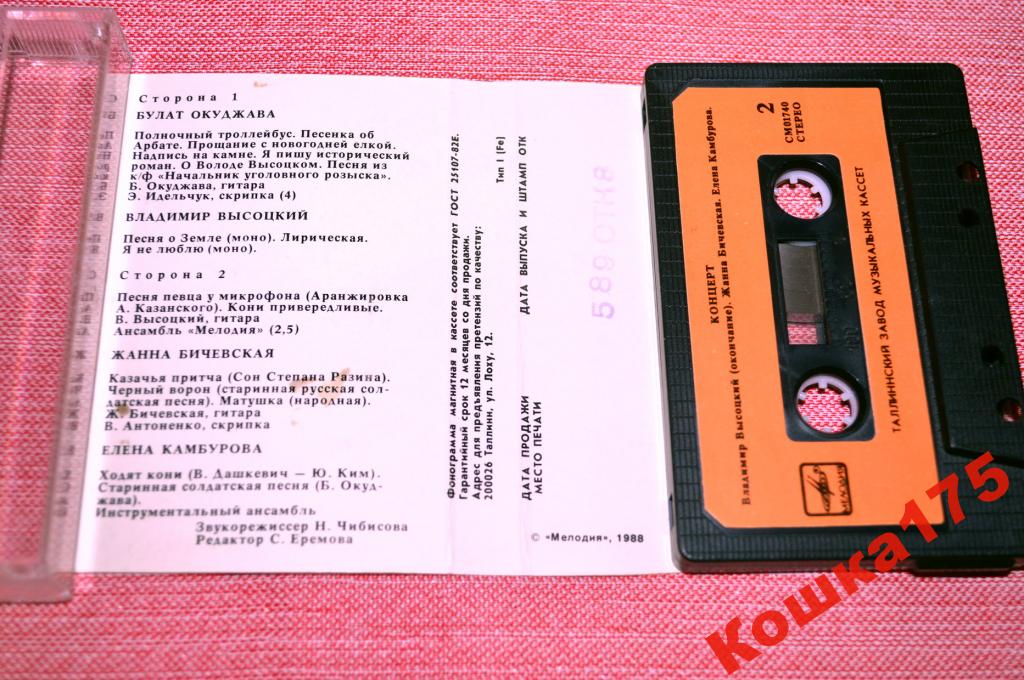 Сторона 1
БУЛАТ ОКУДЖАВА
Полночный троллейбус. Песенка об
Арбате. Прощание с новогодней елкой.
Надпись на камне. Я пишу исторический
роман. О Володе Высоцком. Песня из
к/ф «Начальник уголовного розыска».
Б. Окуджава, гитара
Э. Идельчук, скрипка (4)
ВЛАДИМИР ВЫСОЦКИЙ
Песня о Земле (моно). Лирическая.
Я не люблю (моно).
Сторона 2
Песня певца у микрофона (Аранжировка
А. Казанского). Кони привередливые.
В. Высоцкий, гитара
Ансамбль «Мелодия» (2,5)
ЖАННА БИЧЕВСКАЯ
Казачья притча (Сон Степана Разина).
Черный ворон (старинная русская сол-
датская песня). Матушка (народная).
Ж. Бичевская, гитара
В. Антоненко, скрипка
ЕЛЕНА КАМБУРОВА
Ходят кони (В. Дашкевич — Ю. Ким).
Старинная солдатская песня (Б. Окуд-
жава).
Инструментальный ансамбль
Звукорежиссер Н. Чибисова
Редактор С. Еремова
Фонограмма магнитная в кассете соответствует ГОСТ 25107-82Е.
Гарантийный срок 12 месяцев со дня продажи.
Адрес для предъявления претензий по качеству:
200026 Таллинн, ул. Лоху, 12.
Тип I [Fe]
ДАТА ВЫПУСКА И ШТАМП ОТК
ДАТА ПРОДАЖИ
МЕСТО ПЕЧАТИ
589 ОТК8
© «Мелодия», 1988
2
СМ01740
СТЕРЕО
КОНЦЕРТ
Владимир Высоцкий (окончание). Жанна Бичевская. Елена Камбурова.
ТАЛЛИННСКИЙ ЗАВОД МУЗЫКАЛЬНЫХ КАССЕТ
МЕЛОДИЯ
Кошка175